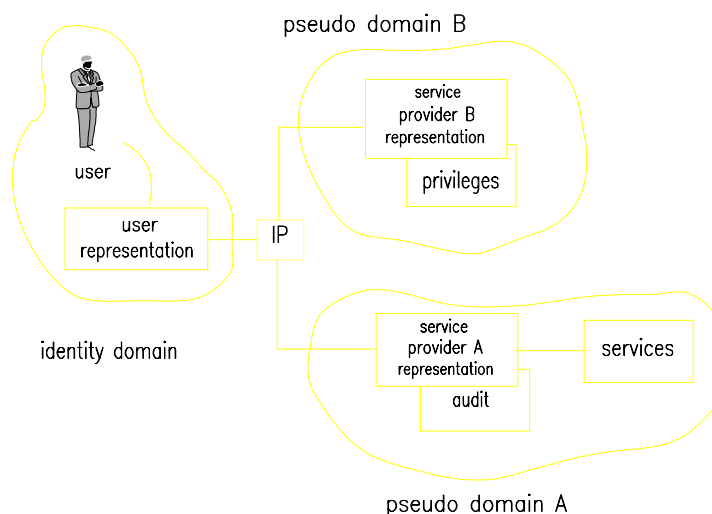 pseudo domain B
service
provider B
representation
privileges
user
user
representation
IP
identity domain
service
provider A
representation
audit
services
pseudo domain A